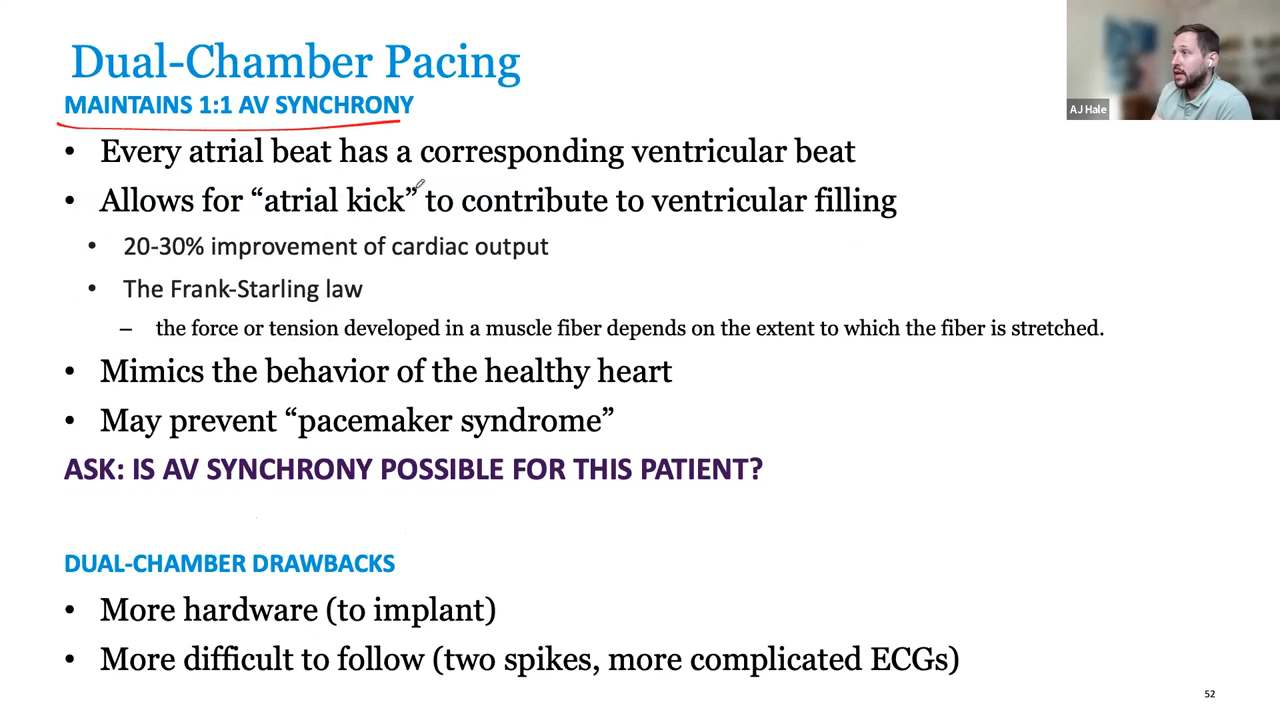 Dual-Chamber Pacing
MAINTAINS 1:1 AV SYNCHRONY
• Every atrial beat has a corresponding ventricular beat
• Allows for “atrial kick” to contribute to ventricular filling
• 20-30% improvement of cardiac output
• The Frank-Starling law
– the force or tension developed in a muscle fiber depends on the extent to which the fiber is stretched.
• Mimics the behavior of the healthy heart
• May prevent “pacemaker syndrome”
ASK: IS AV SYNCHRONY POSSIBLE FOR THIS PATIENT?
DUAL-CHAMBER DRAWBACKS
• More hardware (to implant)
• More difficult to follow (two spikes, more complicated ECGs)
52
AJ Hale